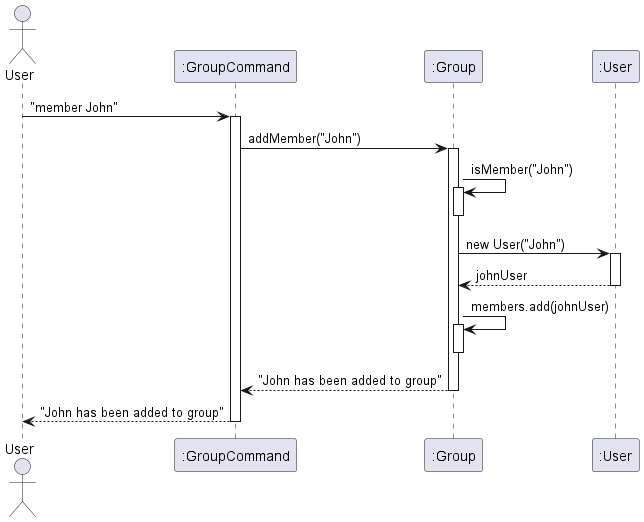 User
:GroupCommand
:Group
:User
"member John"
addMember("John")
isMember("John")
new User("John")
johnUser
members.add(johnUser)
"John has been added to group"
"John has been added to group"
User
:GroupCommand
:Group
:User